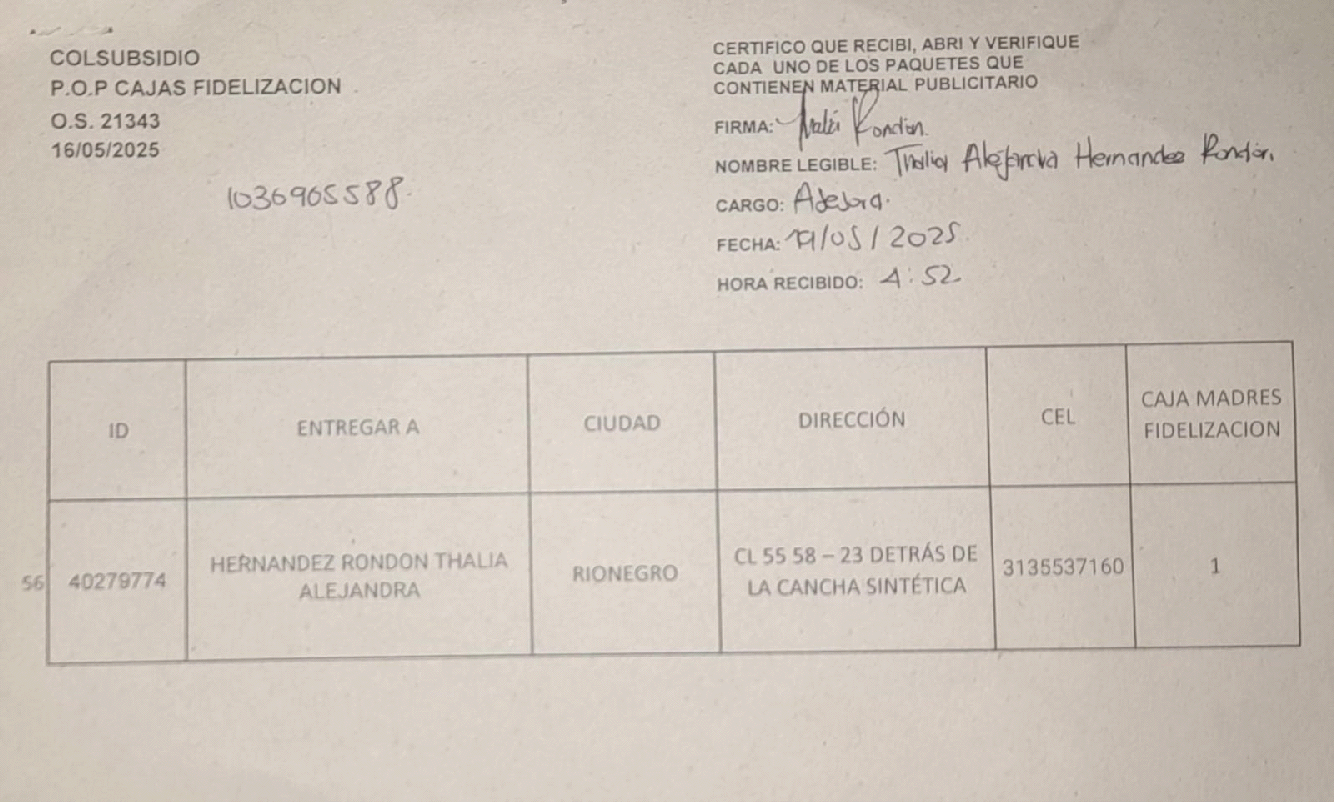 COLSUBSIDIO
P.O.P CAJAS FIDELIZACION
O.S. 21343
16/05/2025
1036965588.
CERTIFICO QUE RECIBI, ABRI Y VERIFIQUE
CADA UNO DE LOS PAQUETES QUE
CONTIENEN MATERIAL PUBLICITARIO
FIRMA: Rondón.
NOMBRE LEGIBLE: Thalia Alejandra Hernandez Rondón.
CARGO: Asesora.
FECHA: 19/05/2025
HORA RECIBIDO: 4:52
ID ENTREGAR A CIUDAD DIRECCIÓN CEL CAJA MADRES
FIDELIZACION
56 40279774 HERNANDEZ RONDON THALIA
ALEJANDRA RIONEGRO CL 55 58 – 23 DETRÁS DE
LA CANCHA SINTÉTICA 3135537160 1